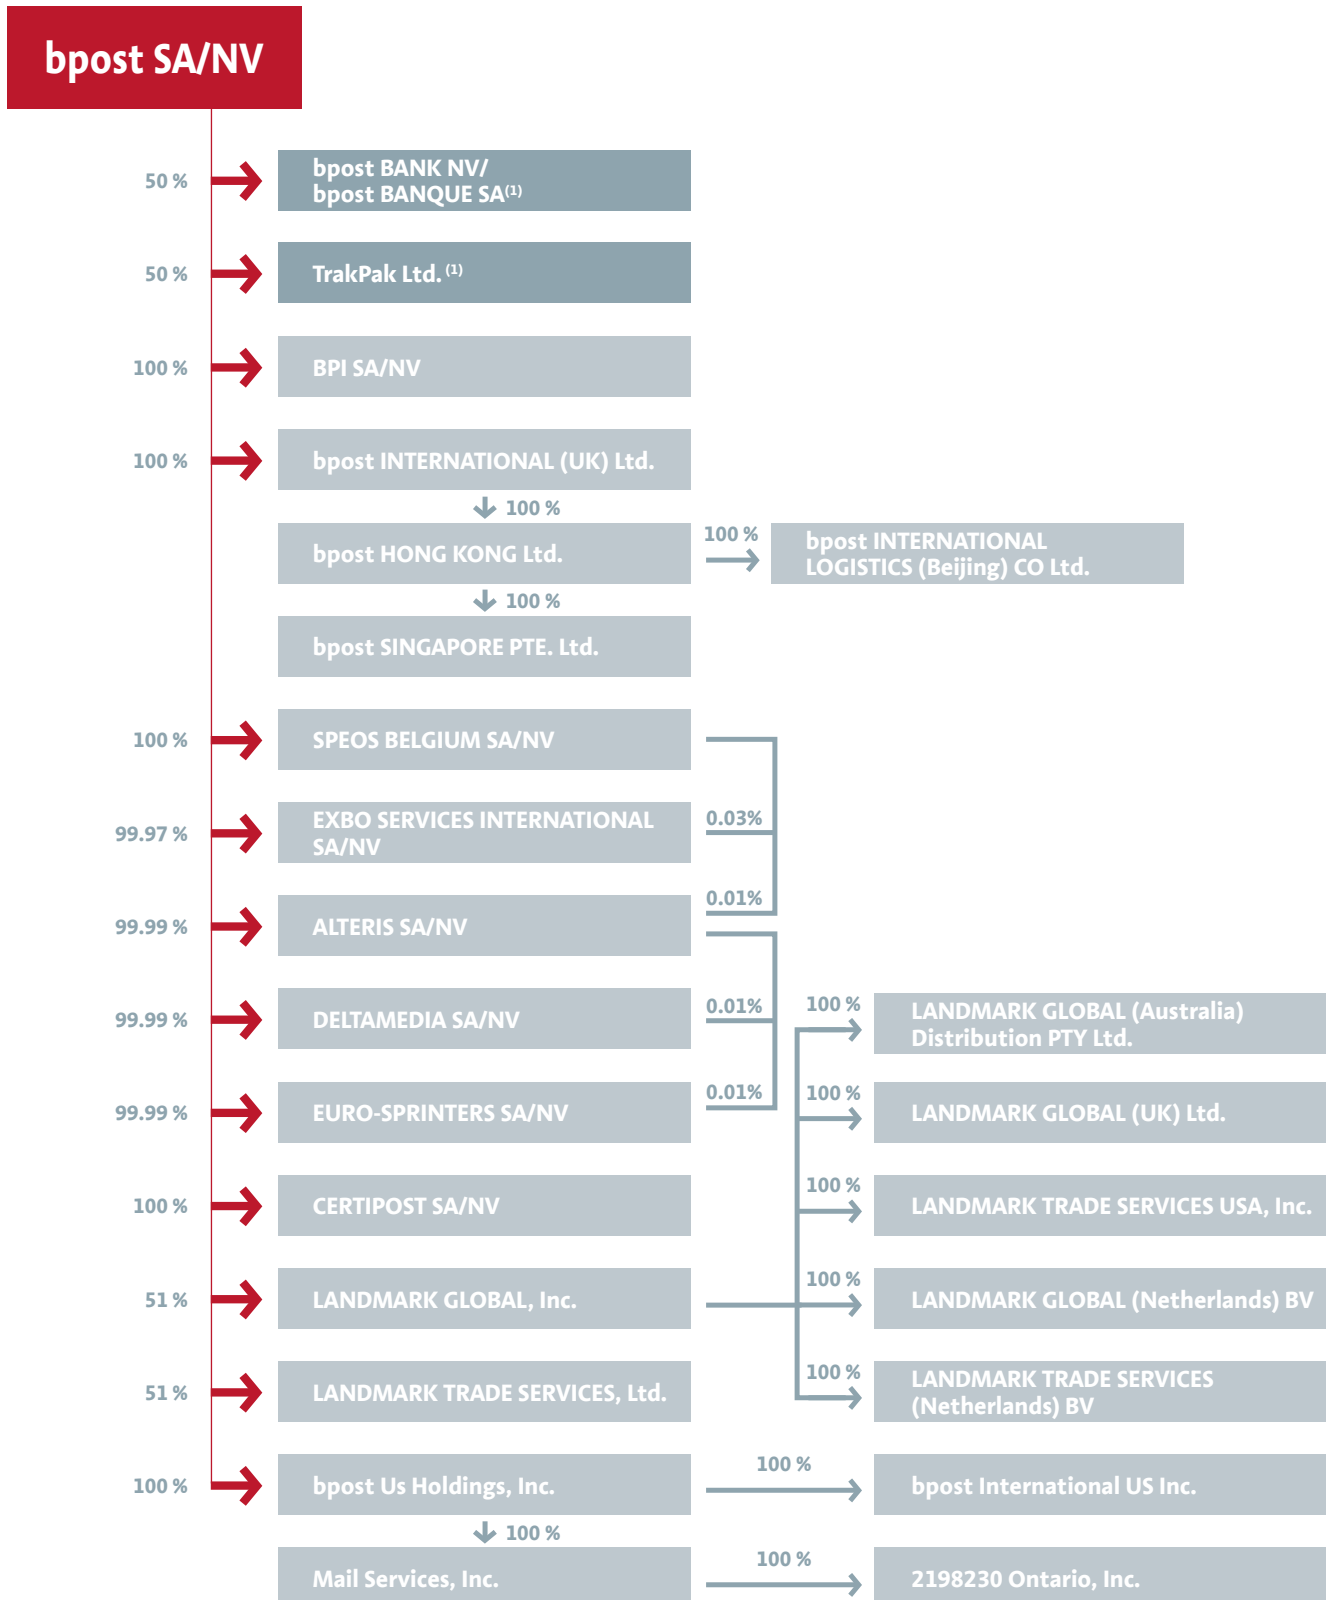 bpost SA/NV
50 %
bpost BANK NV/
bpost BANQUE SA(1)
50 %
TrakPak Ltd. (1)
100 %
BPI SA/NV
100 %
bpost INTERNATIONAL (UK) Ltd.
100 %
bpost HONG KONG Ltd.
100 %
bpost INTERNATIONAL
LOGISTICS (Beijing) CO Ltd.
100 %
bpost SINGAPORE PTE. Ltd.
100 %
SPEOS BELGIUM SA/NV
99.97 %
EXBO SERVICES INTERNATIONAL
SA/NV
0.03%
99.99 %
ALTERIS SA/NV
0.01%
99.99 %
DELTAMEDIA SA/NV
0.01%
100 %
LANDMARK GLOBAL (Australia)
Distribution PTY Ltd.
99.99 %
EURO-SPRINTERS SA/NV
0.01%
100 %
LANDMARK GLOBAL (UK) Ltd.
100 %
CERTIPOST SA/NV
100 %
LANDMARK TRADE SERVICES USA, Inc.
51 %
LANDMARK GLOBAL, Inc.
100 %
LANDMARK GLOBAL (Netherlands) BV
51 %
LANDMARK TRADE SERVICES, Ltd.
100 %
LANDMARK TRADE SERVICES
(Netherlands) BV
100 %
bpost Us Holdings, Inc.
100 %
bpost International US Inc.
100 %
Mail Services, Inc.
100 %
2198230 Ontario, Inc.